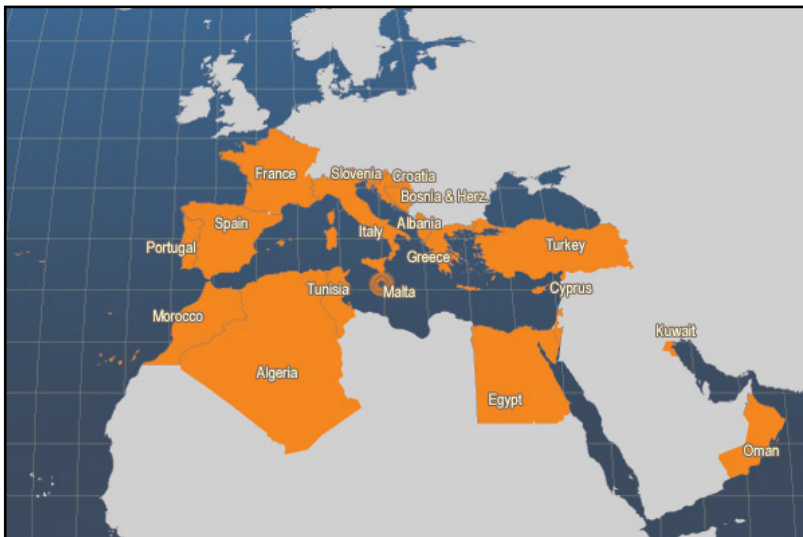 France
Slovenia
Croatia
Bosnia & Herz.
Spain
Portugal
Italy
Albania
Greece
Turkey
Tunisia
Malta
Cyprus
Morocco
Algeria
Egypt
Kuwait
Oman